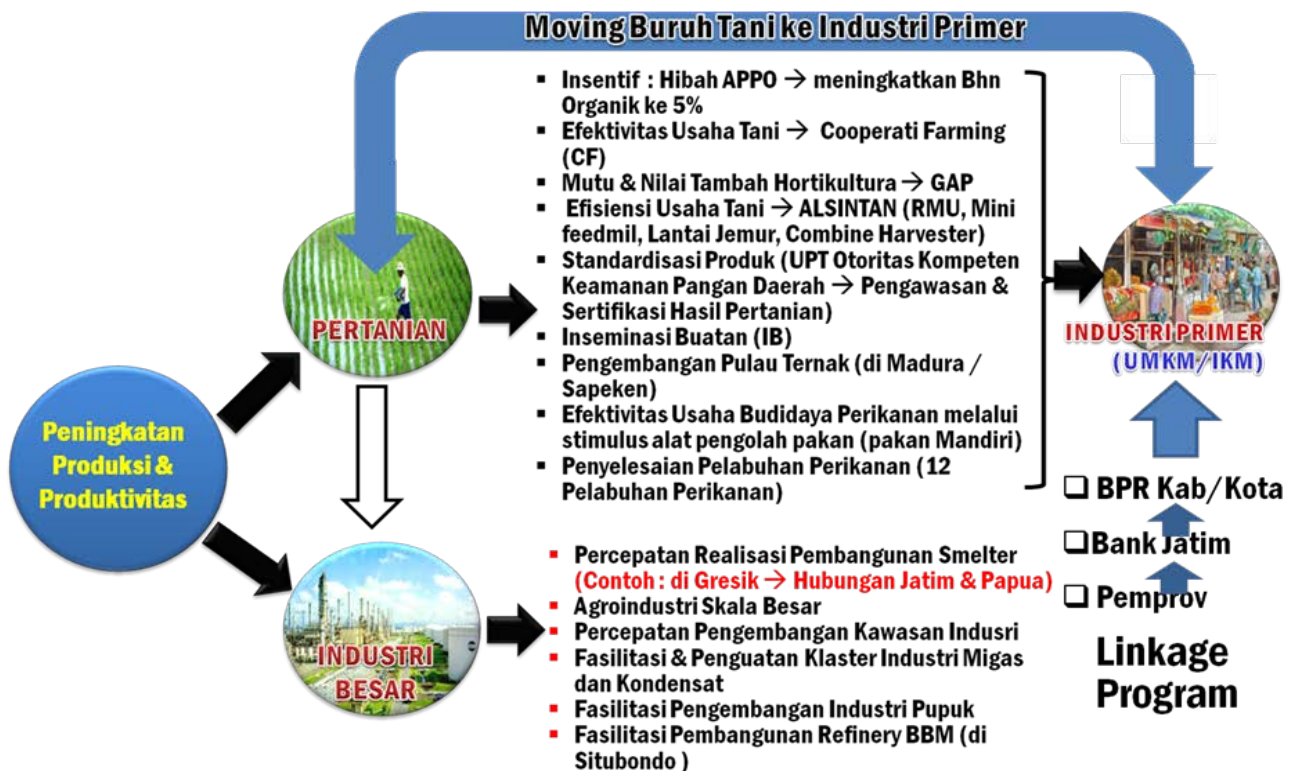 Moving Buruh Tani ke Industri Primer
▪ Insentif : Hibah APPO → meningkatkan Bhn
Organik ke 5%
▪ Efektivitas Usaha Tani → Cooperati Farming
(CF)
▪ Mutu & Nilai Tambah Hortikultura → GAP
▪ Efisiensi Usaha Tani → ALSINTAN (RMU, Mini
feedmil, Lantai Jemur, Combine Harvester)
▪ Standardisasi Produk (UPT Otoritas Kompeten
Keamanan Pangan Daerah → Pengawasan &
Sertifikasi Hasil Pertanian)
▪ Inseminasi Buatan (IB)
▪ Pengembangan Pulau Ternak (di Madura /
Sapeken)
▪ Efektivitas Usaha Budidaya Perikanan melalui
stimulus alat pengolah pakan (pakan Mandiri)
▪ Penyelesaian Pelabuhan Perikanan (12
Pelabuhan Perikanan)
PERTANIAN
INDUSTRI PRIMER
(UMKM/IKM)
Peningkatan
Produksi &
Produktivitas
❑ BPR Kab/Kota
❑ Bank Jatim
❑ Pemprov
Linkage
Program
INDUSTRI
BESAR
▪ Percepatan Realisasi Pembangunan Smelter
(Contoh : di Gresik → Hubungan Jatim & Papua)
▪ Agroindustri Skala Besar
▪ Percepatan Pengembangan Kawasan Indusri
▪ Fasilitasi & Penguatan Klaster Industri Migas
dan Kondensat
▪ Fasilitasi Pengembangan Industri Pupuk
▪ Fasilitasi Pembangunan Refinery BBM (di
Situbondo )